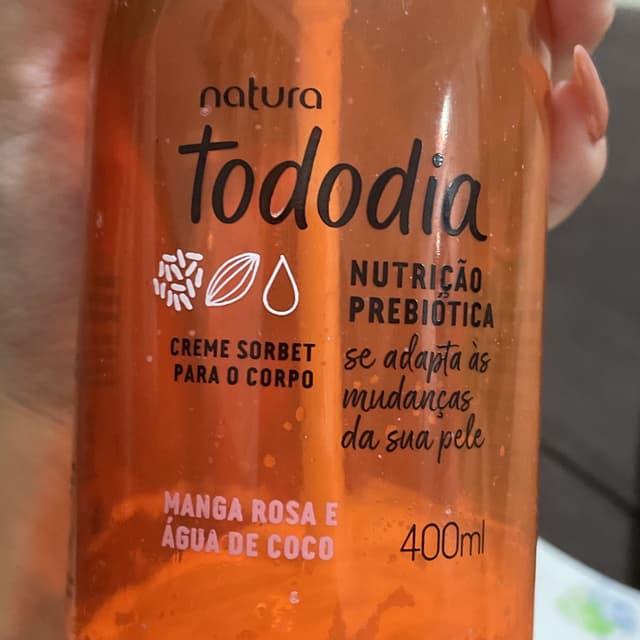 natura
tododia
NUTRIÇÃO
PREBIÓTICA
se adapta às
mudanças
da sua pele
CREME SORBET
PARA O CORPO
MANGA ROSA E
ÁGUA DE COCO
400ml